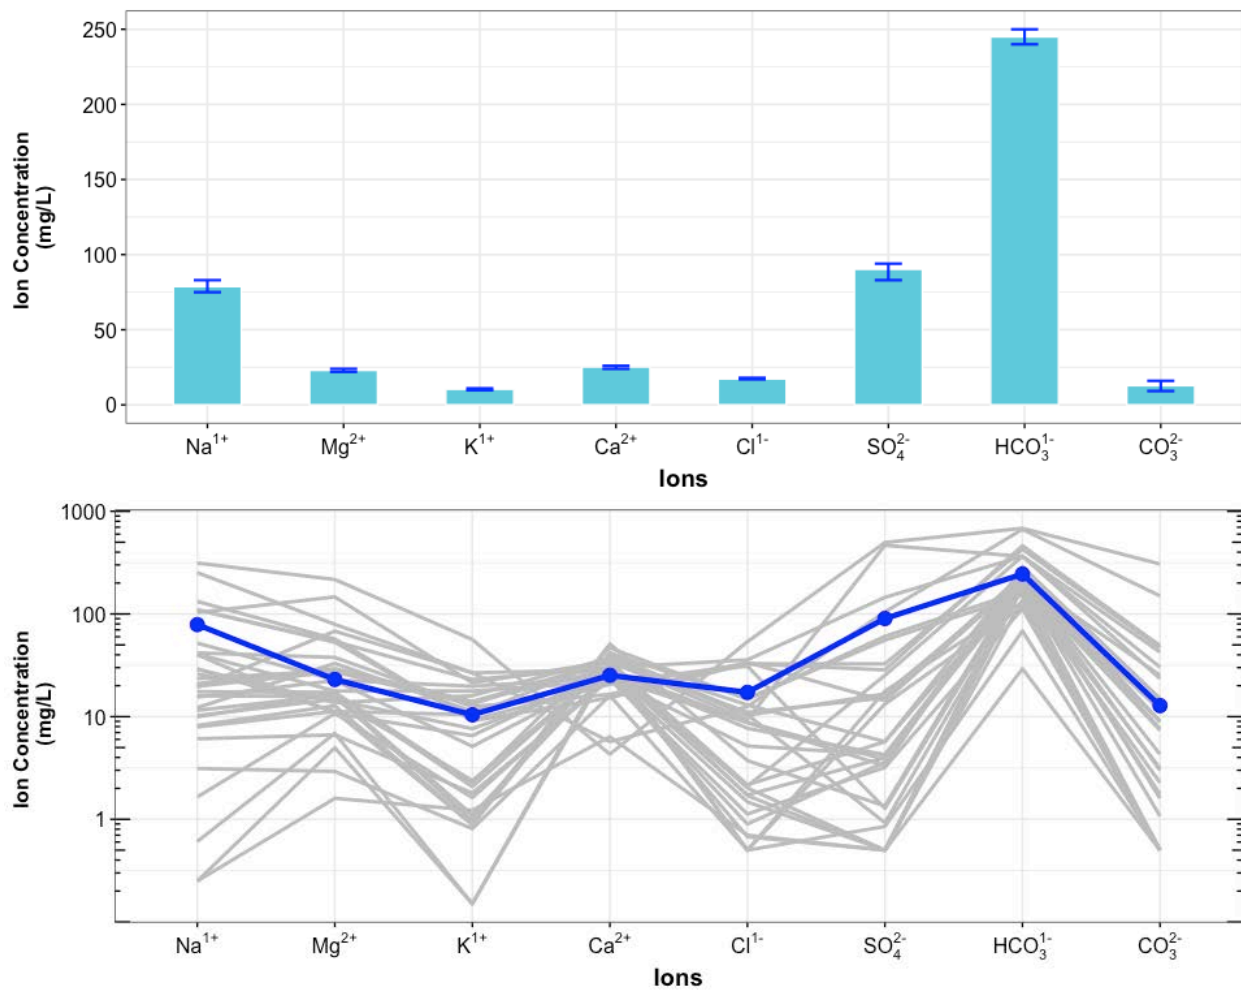 Ion Concentration
(mg/L)
250
200
150
100
50
0
Na¹⁺ Mg²⁺ K¹⁺ Ca²⁺ Cl¹⁻ SO₄²⁻ HCO₃¹⁻ CO₃²⁻
Ions
Ion Concentration
(mg/L)
1000
100
10
1
Na¹⁺ Mg²⁺ K¹⁺ Ca²⁺ Cl¹⁻ SO₄²⁻ HCO₃¹⁻ CO₃²⁻
Ions